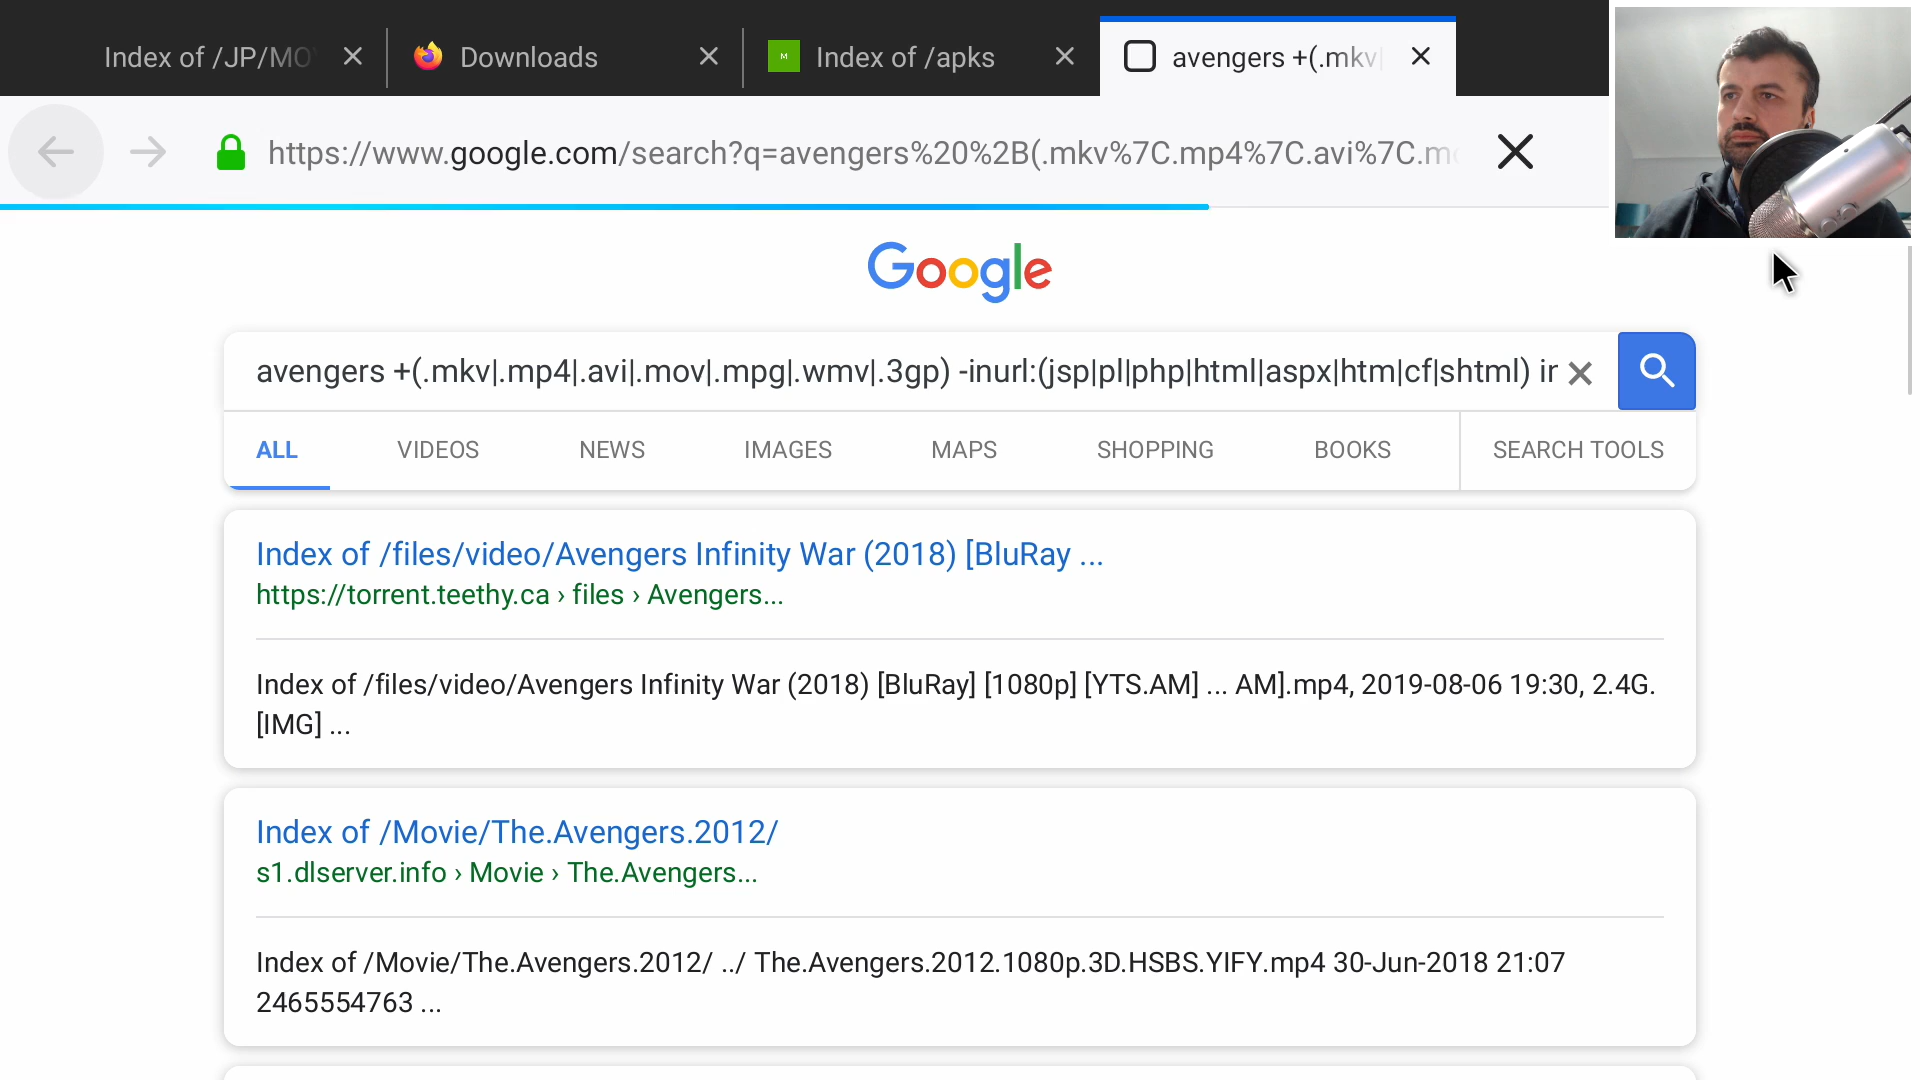 Index of /JP/MO
Downloads
M
Index of /apks
avengers +(.mkv|
https://www.google.com/search?q=avengers%20%2B(.mkv%7C.mp4%7C.avi%7C.m
Google
avengers +(.mkv|.mp4|.avi|.mov|.mpg|.wmv|.3gp) -inurl:(jsp|pl|php|html|aspx|htm|cf|shtml) ir
ALL
VIDEOS
NEWS
IMAGES
MAPS
SHOPPING
BOOKS
SEARCH TOOLS
Index of /files/video/Avengers Infinity War (2018) [BluRay ...
https://torrent.teethy.ca › files › Avengers...
Index of /files/video/Avengers Infinity War (2018) [BluRay] [1080p] [YTS.AM] ... AM].mp4, 2019-08-06 19:30, 2.4G.
[IMG] ...
Index of /Movie/The.Avengers.2012/
s1.dlserver.info › Movie › The.Avengers...
Index of /Movie/The.Avengers.2012/ ../ The.Avengers.2012.1080p.3D.HSBS.YIFY.mp4 30-Jun-2018 21:07
2465554763 ...